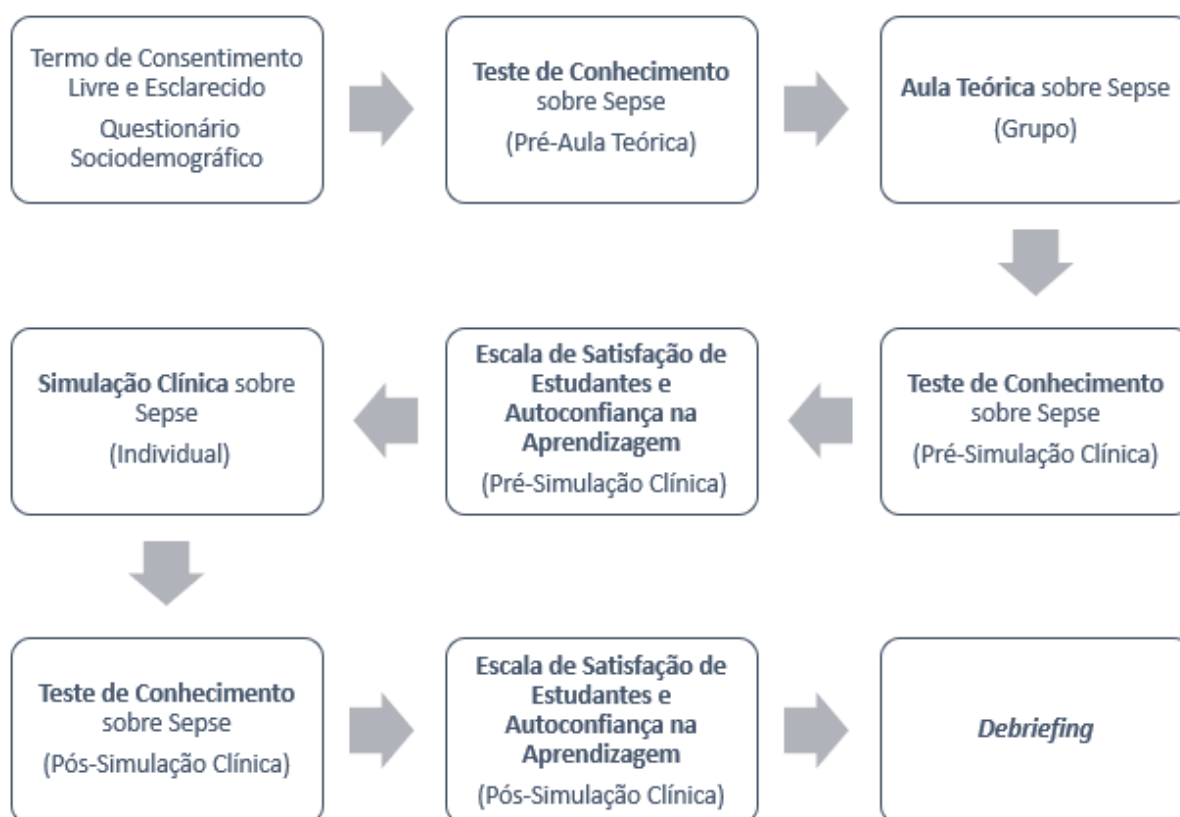 Termo de Consentimento
Livre e Esclarecido
Questionário
Sociodemográfico
Teste de Conhecimento
sobre Sepse
(Pré-Aula Teórica)
Aula Teórica sobre Sepse
(Grupo)
Teste de Conhecimento
sobre Sepse
(Pré-Simulação Clínica)
Escala de Satisfação de
Estudantes e
Autoconfiança na
Aprendizagem
(Pré-Simulação Clínica)
Simulação Clínica sobre
Sepse
(Individual)
Teste de Conhecimento
sobre Sepse
(Pós-Simulação Clínica)
Escala de Satisfação de
Estudantes e
Autoconfiança na
Aprendizagem
(Pós-Simulação Clínica)
Debriefing